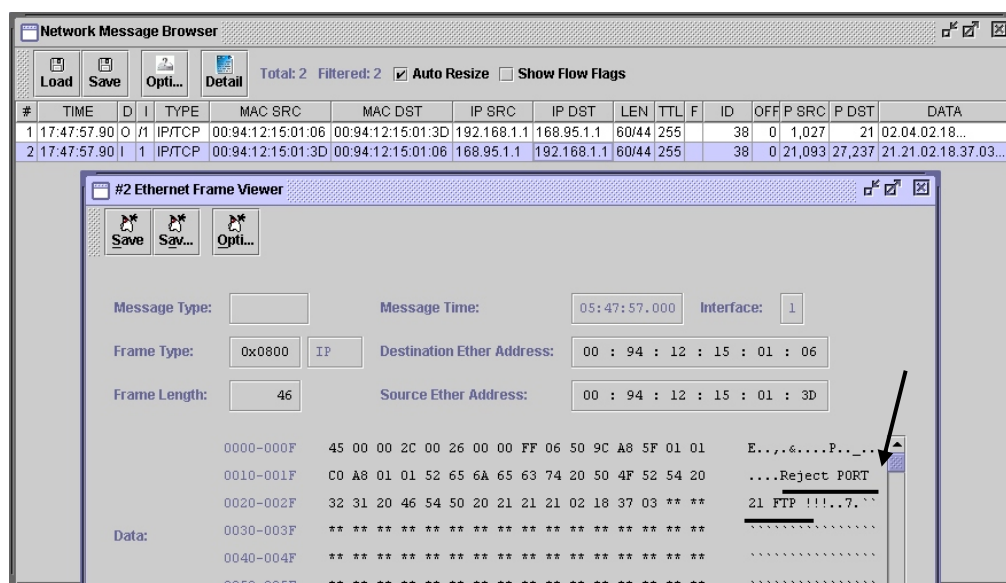 Network Message Browser
Load Save Opti... Detail Total: 2 Filtered: 2 Auto Resize Show Flow Flags
# TIME D I TYPE MAC SRC MAC DST IP SRC IP DST LEN TTL F ID OFF P SRC P DST DATA
1 17:47:57.90 O /1 IP/TCP 00:94:12:15:01:06 00:94:12:15:01:3D 192.168.1.1 168.95.1.1 60/44 255 38 0 1,027 21 02.04.02.18...
2 17:47:57.90 I 1 IP/TCP 00:94:12:15:01:3D 00:94:12:15:01:06 168.95.1.1 192.168.1.1 60/44 255 38 0 21,093 27,237 21.21.02.18.37.03...
#2 Ethernet Frame Viewer
Save Sav... Opti...
Message Type: Message Time: 05:47:57.000 Interface: 1
Frame Type: 0x0800 IP Destination Ether Address: 00 : 94 : 12 : 15 : 01 : 06
Frame Length: 46 Source Ether Address: 00 : 94 : 12 : 15 : 01 : 3D
0000-000F 45 00 00 2C 00 26 00 00 FF 06 50 9C A8 5F 01 01 E..,.&....P.._..
0010-001F C0 A8 01 01 52 65 6A 65 63 74 20 50 4F 52 54 20 ....Reject PORT
0020-002F 32 31 20 46 54 50 20 21 21 21 02 18 37 03 ** ** 21 FTP !!!..7.``
Data: 0030-003F ** ** ** ** ** ** ** ** ** ** ** ** ** ** ** ** ````````````````
0040-004F ** ** ** ** ** ** ** ** ** ** ** ** ** ** ** ** ````````````````